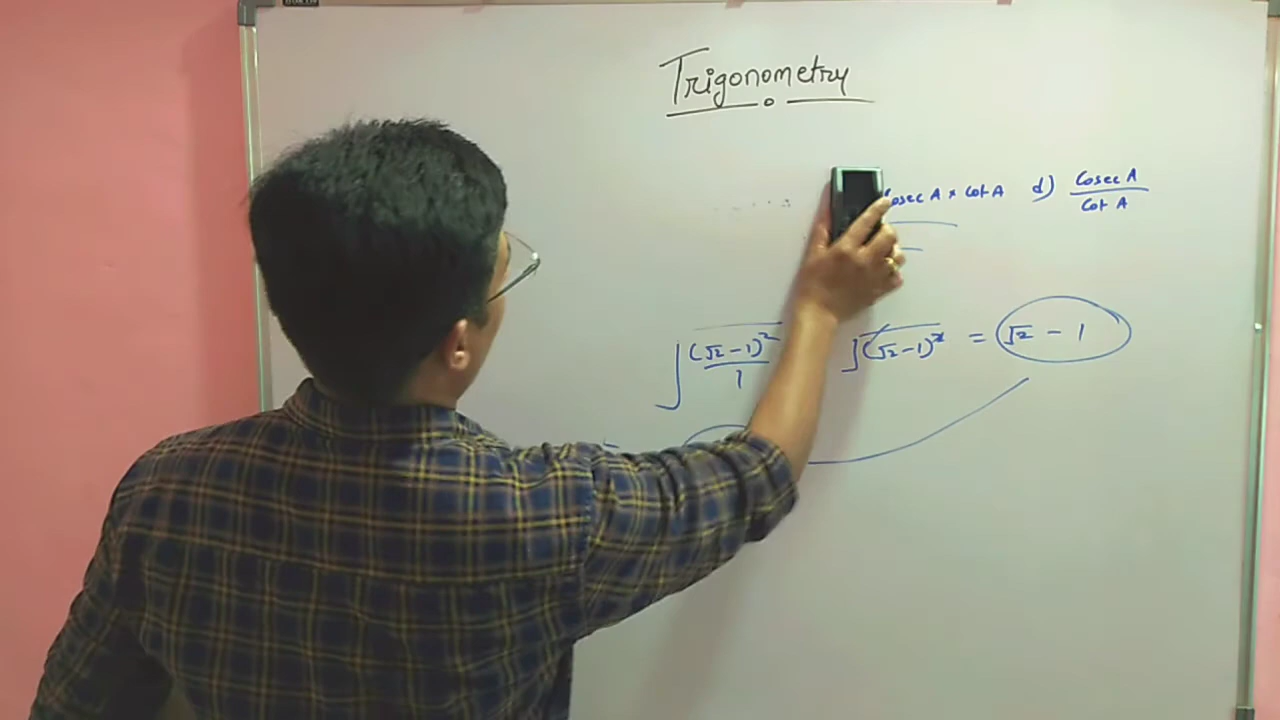 Trigonometry
cosec A × cot A d) Cosec A / Cot A
√(√2 - 1)² / 1 √(√2 - 1)² = √2 - 1
=